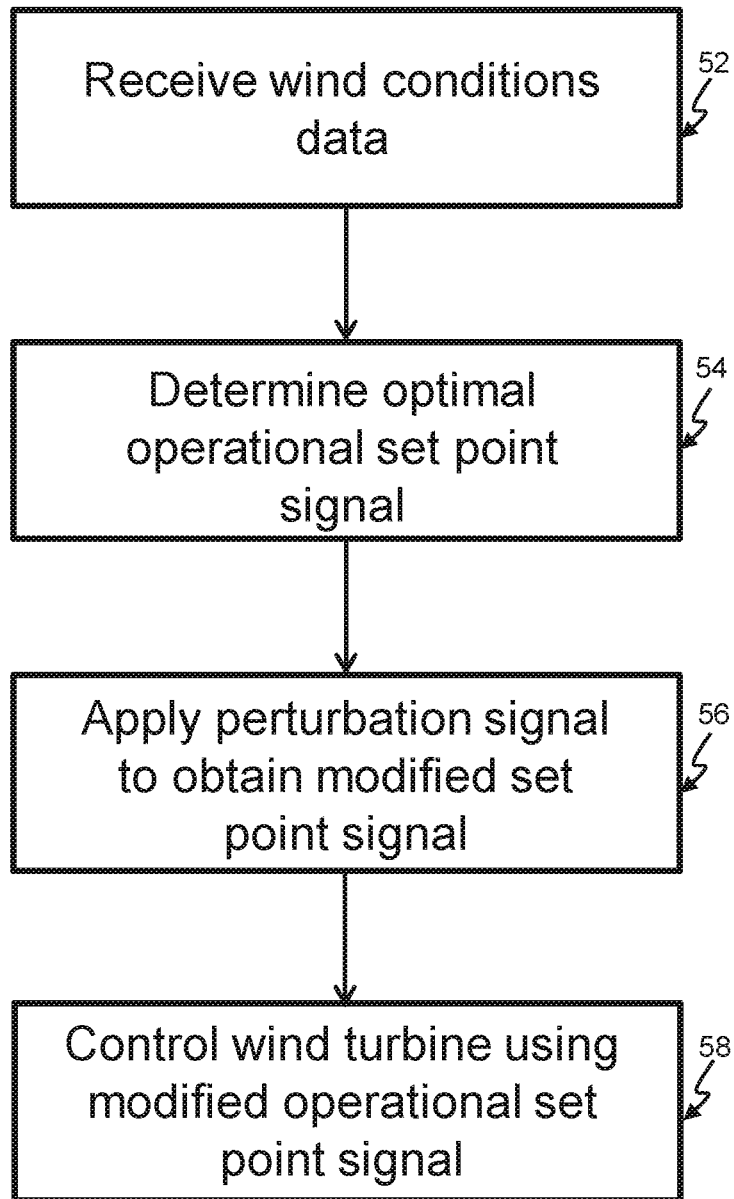 Receive wind conditions
data
52
Determine optimal
operational set point
signal
54
Apply perturbation signal
to obtain modified set
point signal
56
Control wind turbine using
modified operational set
point signal
58